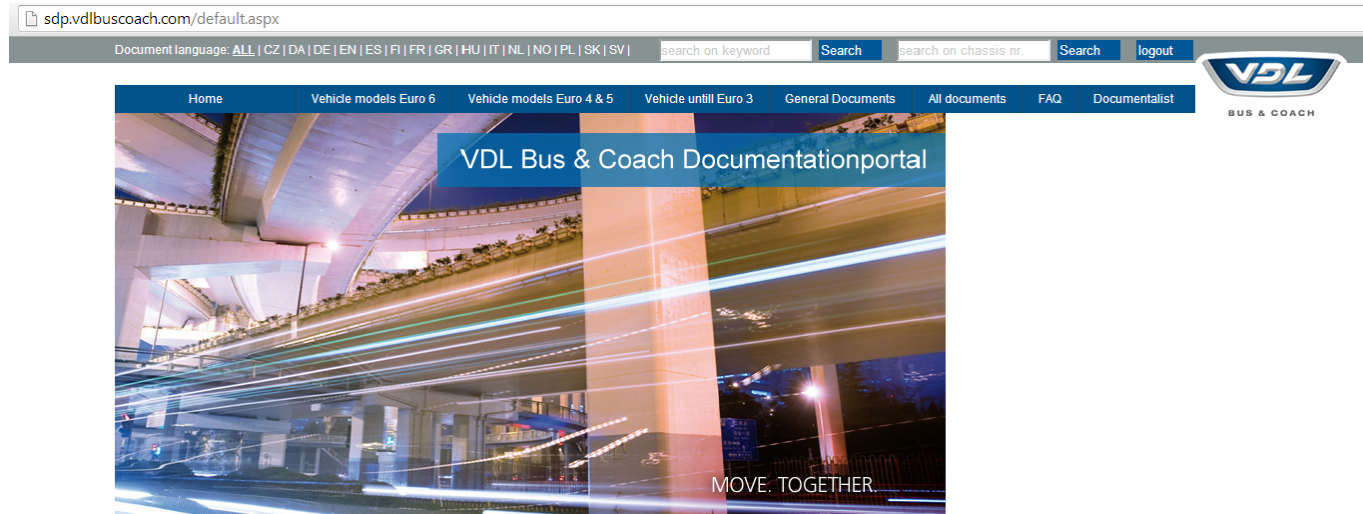 sdp.vdlbuscoach.com/default.aspx
Document language: ALL | CZ | DA | DE | EN | ES | FI | FR | GR | HU | IT | NL | NO | PL | SK | SV | search on keyword Search search on chassis nr. Search logout
VDL
BUS & COACH
Home Vehicle models Euro 6 Vehicle models Euro 4 & 5 Vehicle untill Euro 3 General Documents All documents FAQ Documentalist
VDL Bus & Coach Documentationportal
MOVE. TOGETHER.